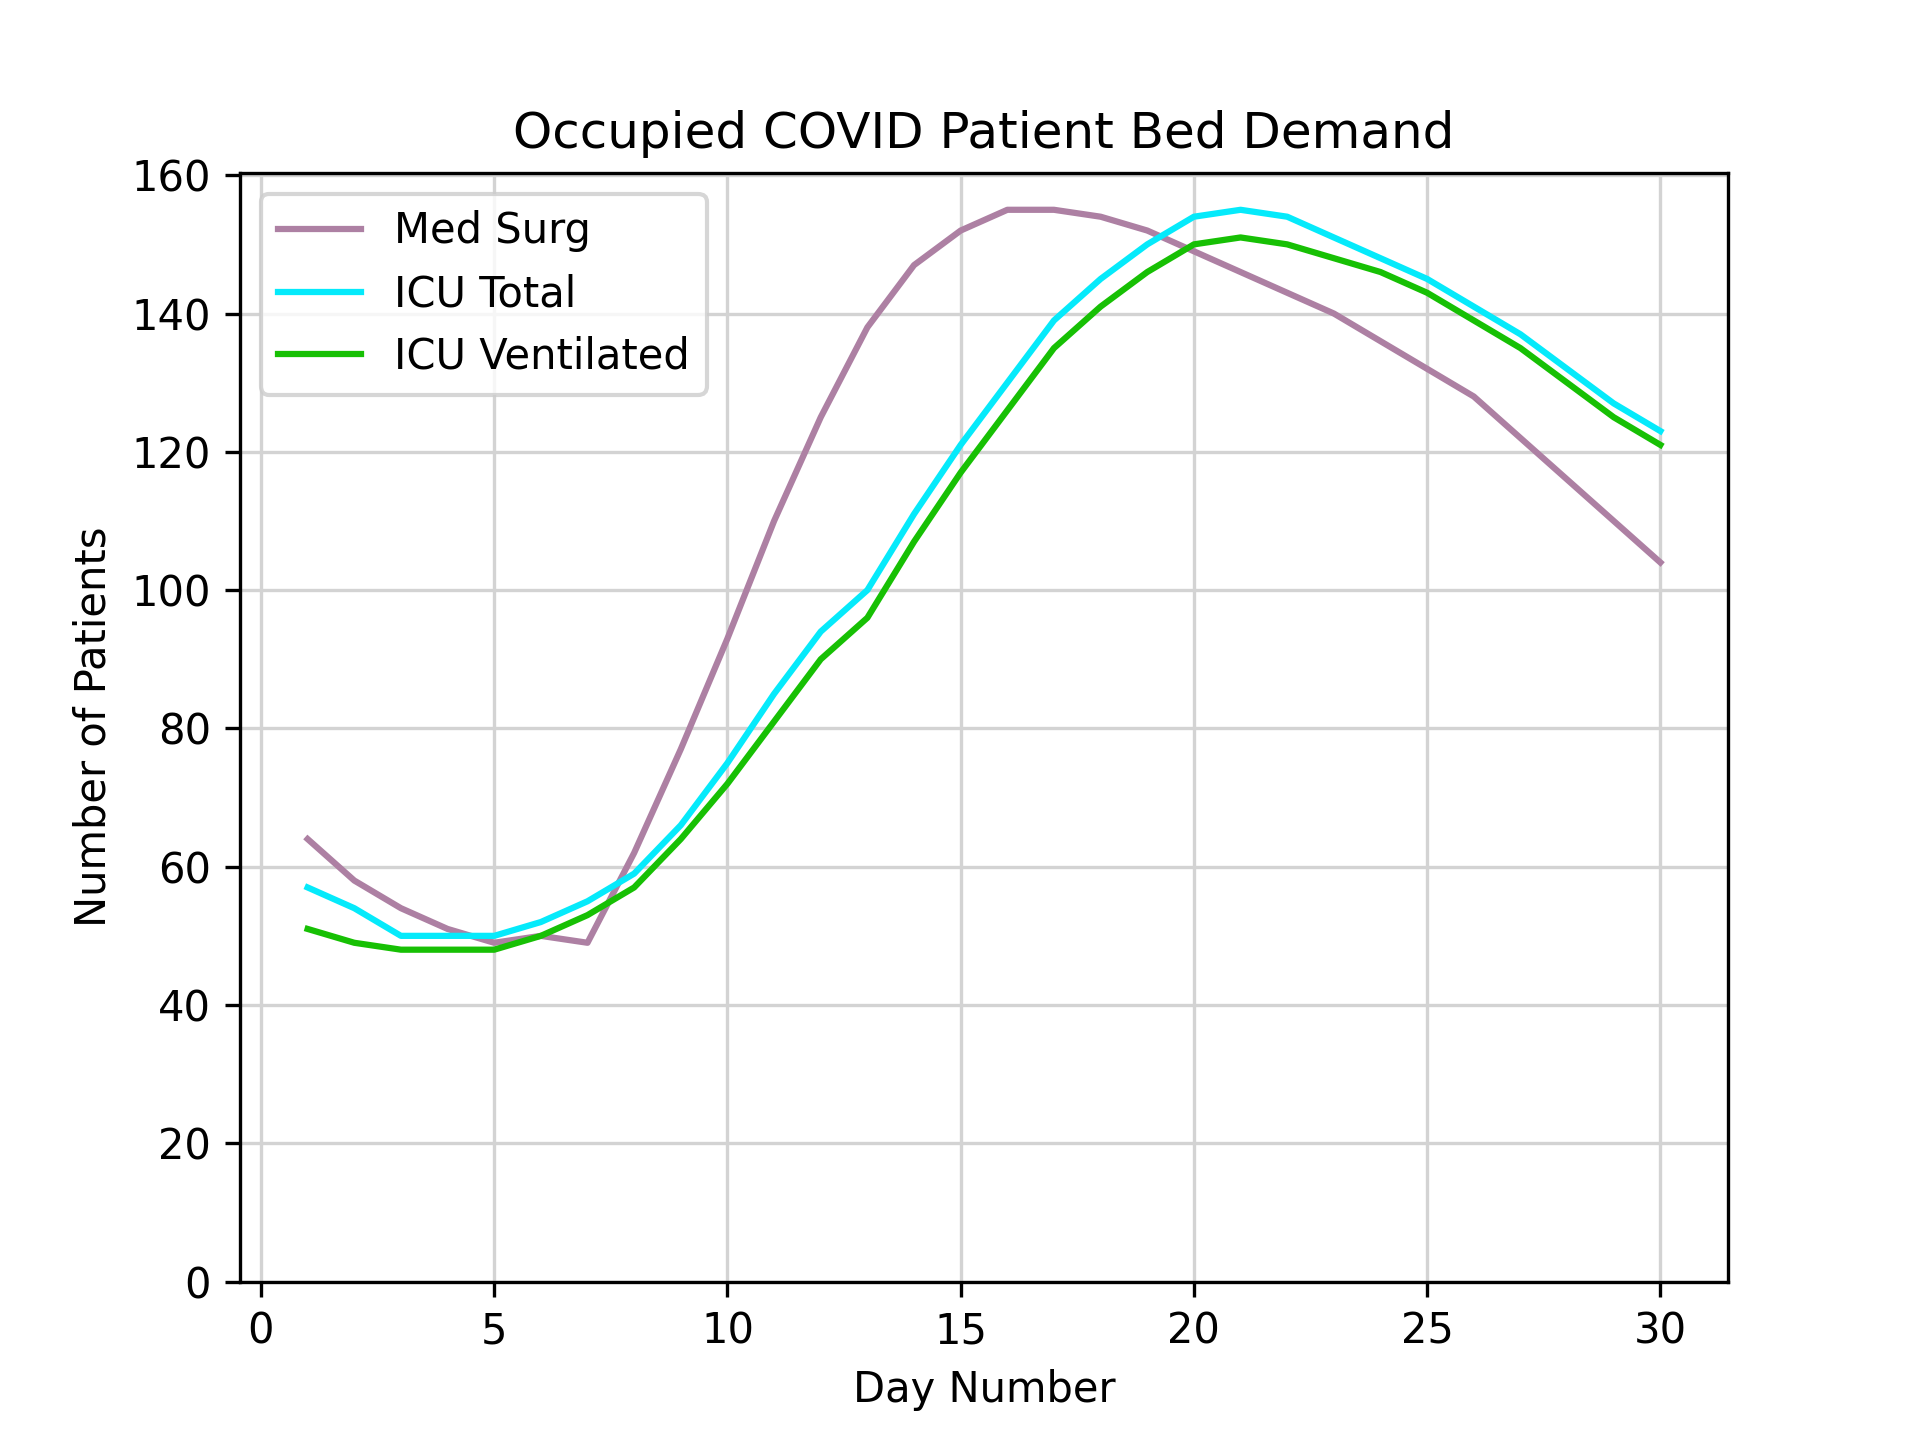 Occupied COVID Patient Bed Demand
Med Surg
ICU Total
ICU Ventilated
160
140
120
100
80
60
40
20
0
Number of Patients
0 5 10 15 20 25 30
Day Number